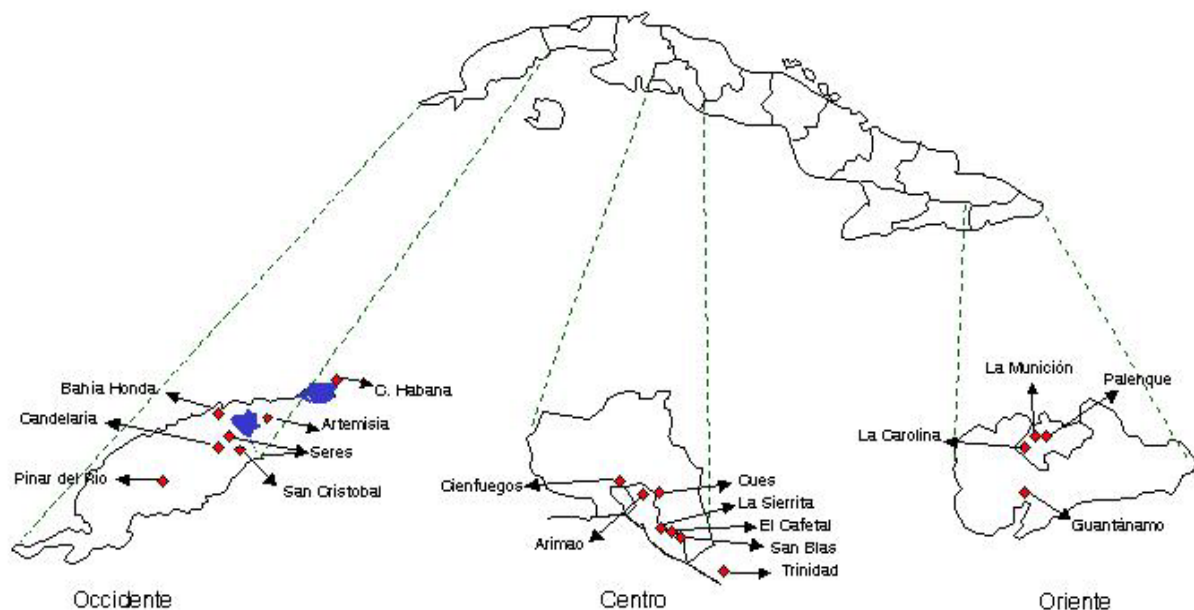 Bahía Honda
C. Habana
Candelaria
Artemisia
Seres
Pinar del Rio
San Cristobal
Occidente
Cienfuegos
Cues
La Sierrita
El Cafetal
Arimao
San Blas
Trinidad
Centro
La Munición
Palenque
La Carolina
Guantánamo
Oriente